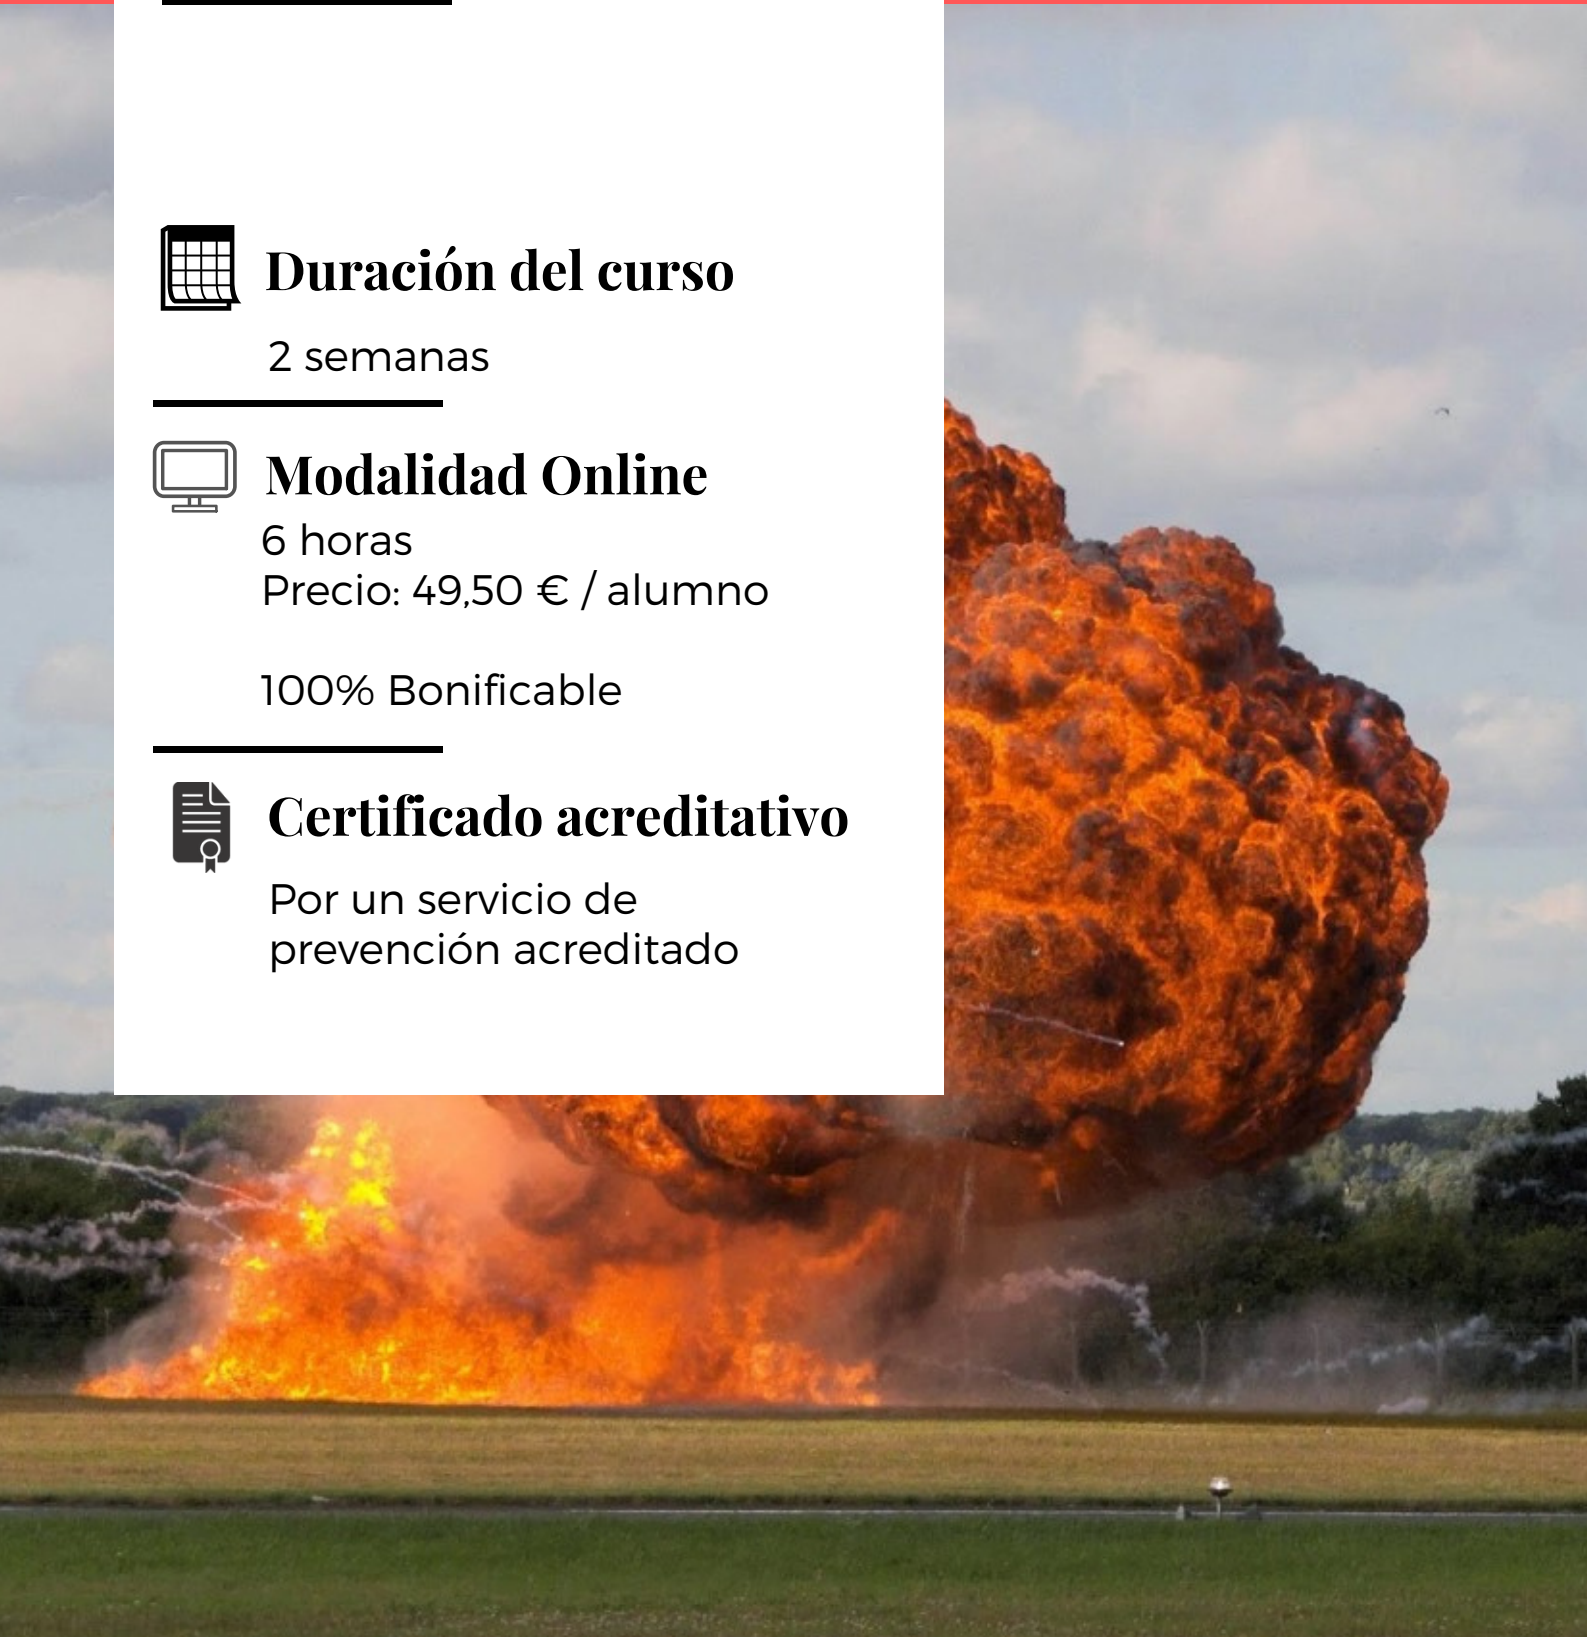 Duración del curso
2 semanas
Modalidad Online
6 horas
Precio: 49,50 € / alumno
100% Bonificable
Certificado acreditativo
Por un servicio de
prevención acreditado